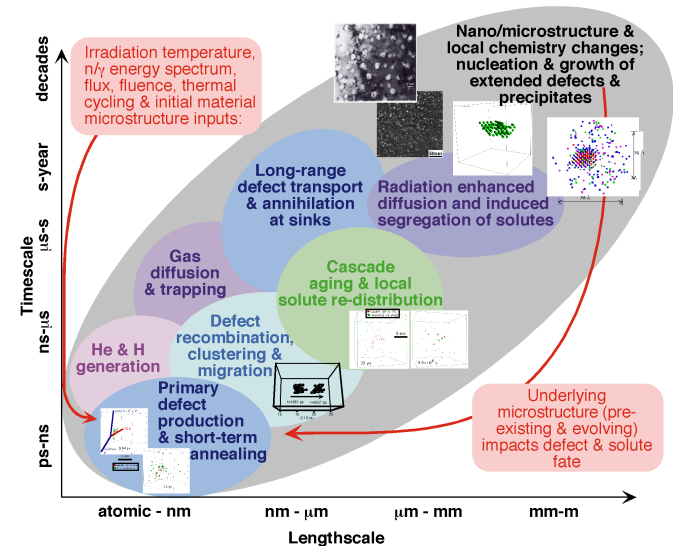 Irradiation temperature,
n/γ energy spectrum,
flux, fluence, thermal
cycling & initial material
microstructure inputs:
Nano/microstructure &
local chemistry changes;
nucleation & growth of
extended defects &
precipitates
50nm
Long-range
defect transport
& annihilation
at sinks
Radiation enhanced
diffusion and induced
segregation of solutes
Gas
diffusion
& trapping
Cascade
aging & local
solute re-distribution
Defect
recombination,
clustering &
migration
He & H
generation
Primary
defect
production
& short-term
annealing
Underlying
microstructure (pre-
existing & evolving)
impacts defect & solute
fate
Timescale
decades
s-year
μs-s
ns-μs
ps-ns
atomic - nm
nm - μm
μm - mm
mm-m
Lengthscale